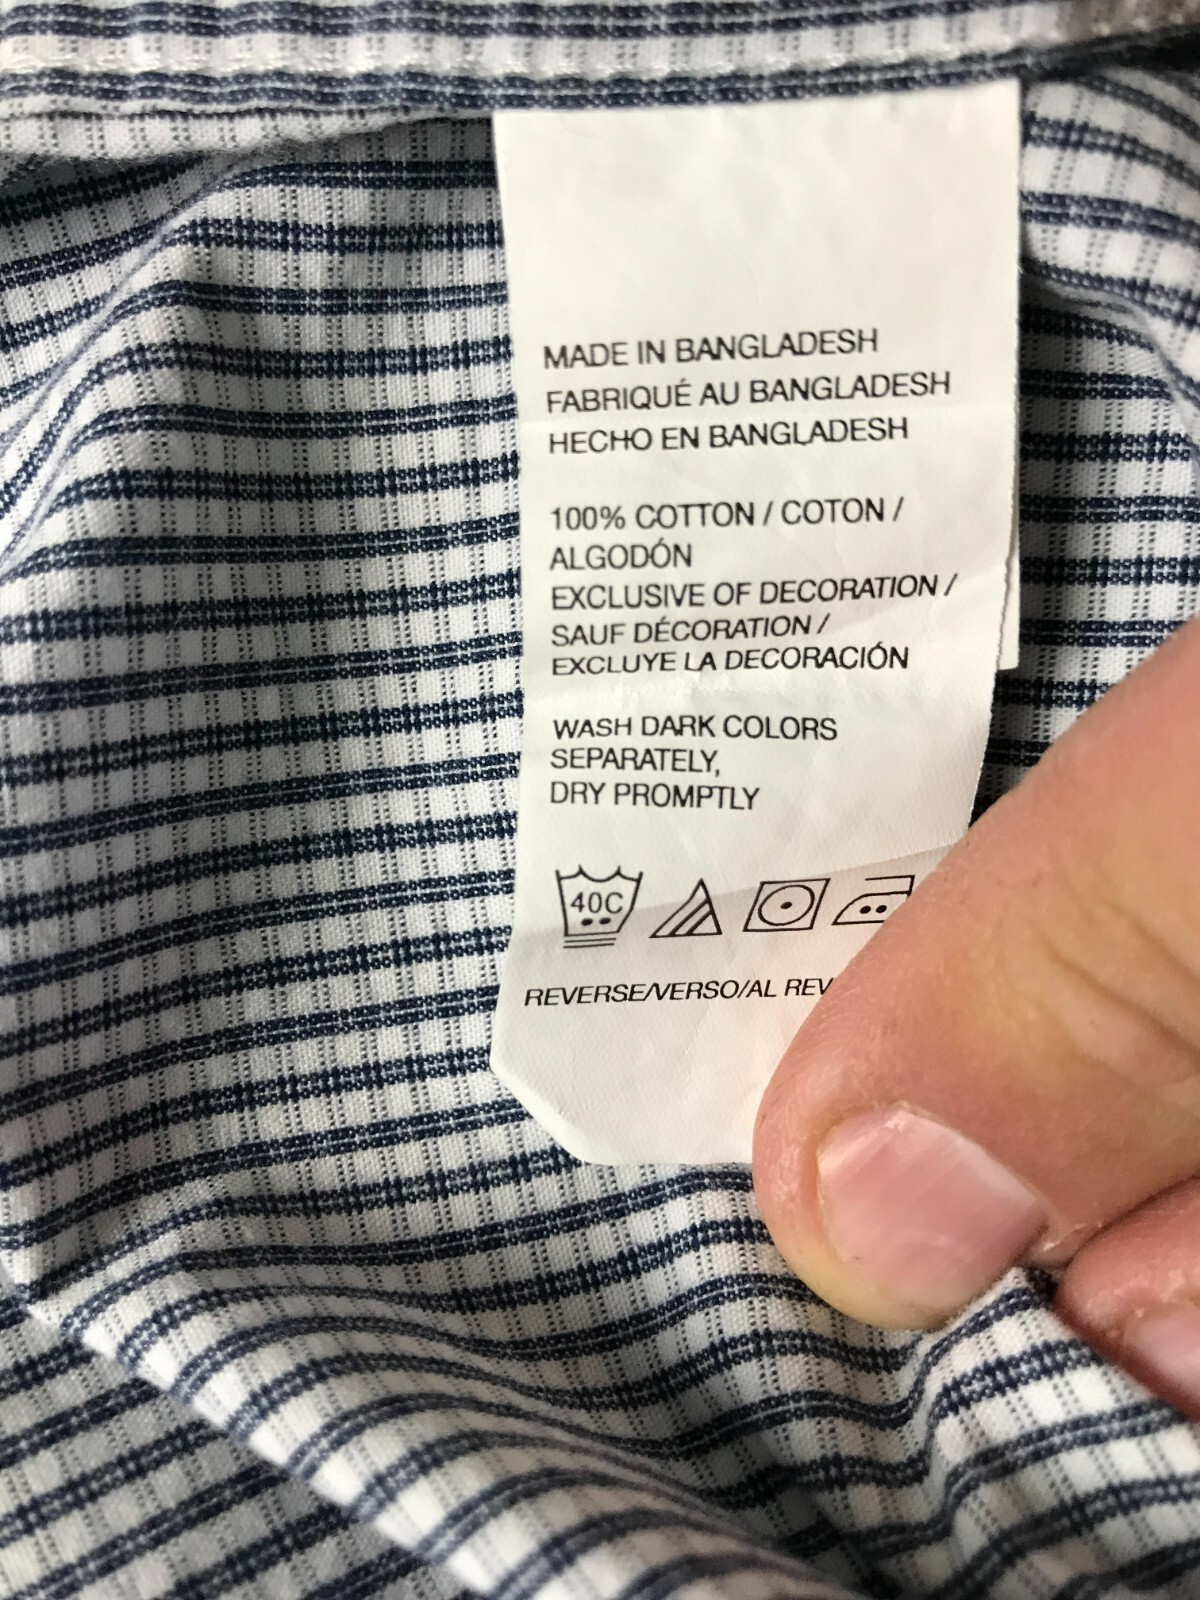 MADE IN BANGLADESH
FABRIQUÉ AU BANGLADESH
HECHO EN BANGLADESH
100% COTTON / COTON /
ALGODÓN
EXCLUSIVE OF DECORATION /
SAUF DÉCORATION /
EXCLUYE LA DECORACIÓN
WASH DARK COLORS
SEPARATELY,
DRY PROMPTLY
40C
REVERSE/VERSO/AL